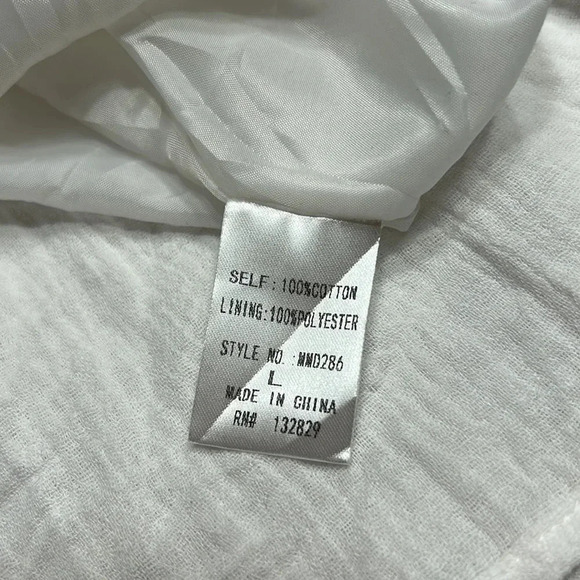 SELF: 100%COTTON
LINING:100%POLYESTER
STYLE NO.:MMD286
L
MADE IN CHINA
RN# 132829